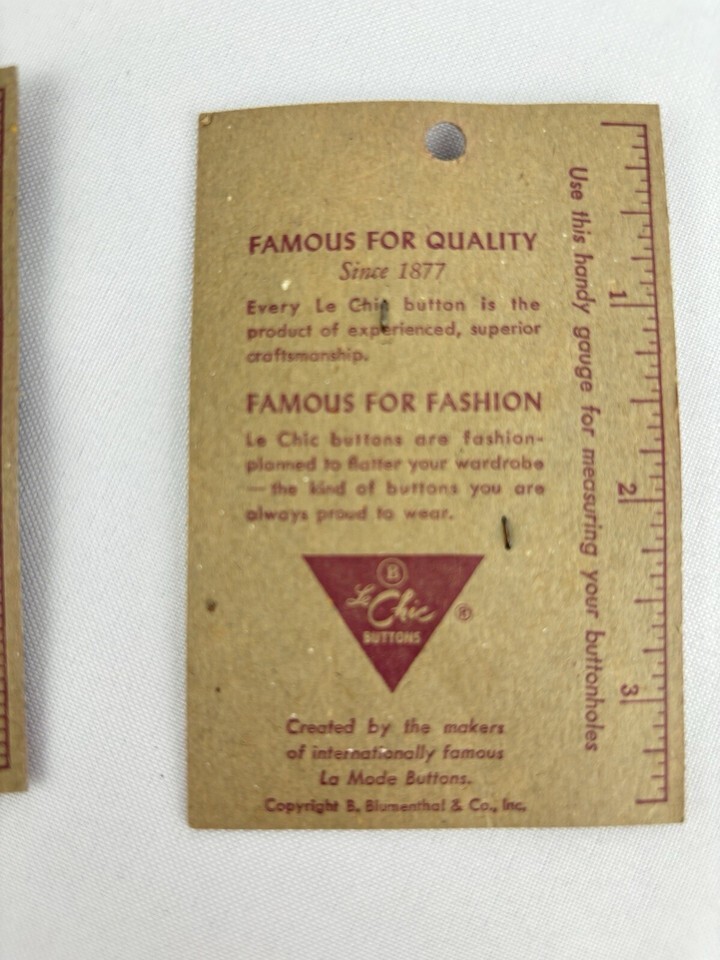 FAMOUS FOR QUALITY
Since 1877
Every Le Chic button is the
product of experienced, superior
craftsmanship.
FAMOUS FOR FASHION
Le Chic buttons are fashion-
planned to flatter your wardrobe
— the kind of buttons you are
always proud to wear.
B
Le Chic
BUTTONS
®
Created by the makers
of internationally famous
La Mode Buttons.
Copyright B. Blumenthal & Co., Inc.
Use this handy gauge for measuring your buttonholes
1
2
3